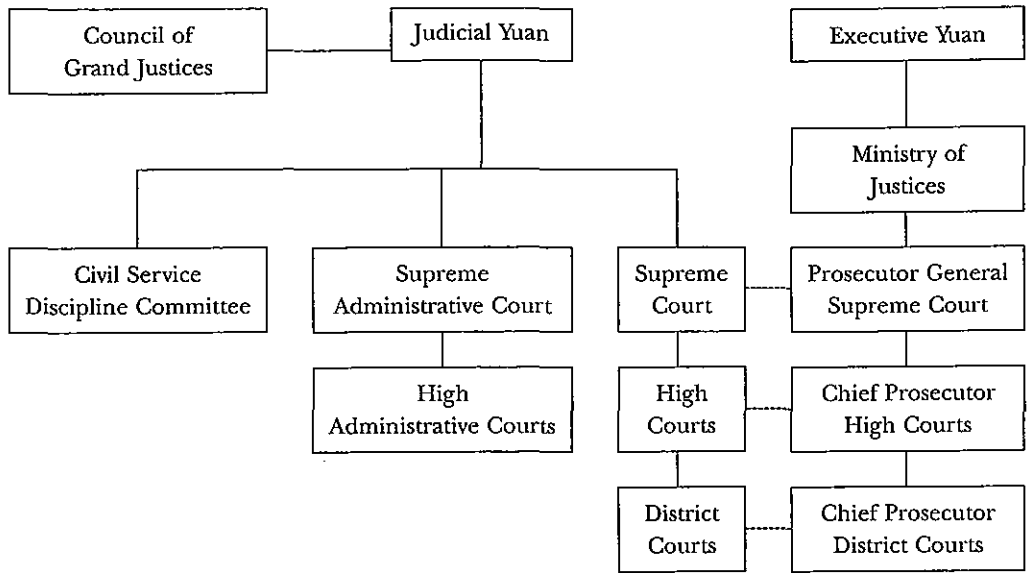 Council of
Grand Justices
Judicial Yuan
Executive Yuan
Ministry of
Justices
Civil Service
Discipline Committee
Supreme
Administrative Court
Supreme
Court
Prosecutor General
Supreme Court
High
Administrative Courts
High
Courts
Chief Prosecutor
High Courts
District
Courts
Chief Prosecutor
District Courts